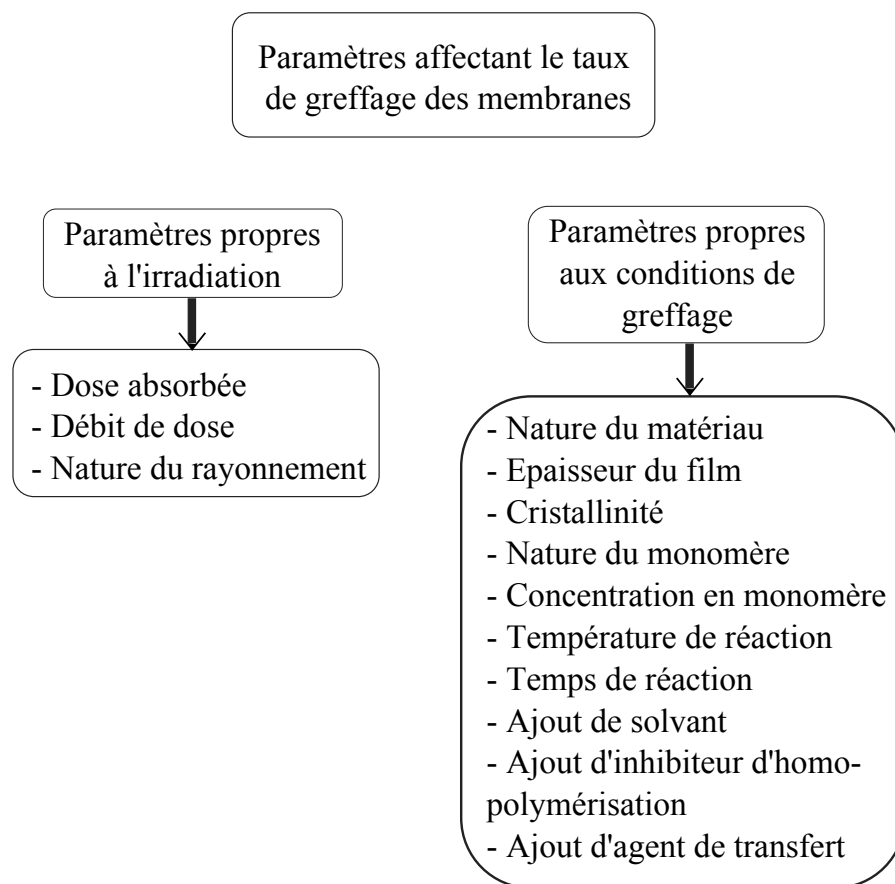 Paramètres affectant le taux
de greffage des membranes
Paramètres propres
à l'irradiation
- Dose absorbée
- Débit de dose
- Nature du rayonnement
Paramètres propres
aux conditions de
greffage
- Nature du matériau
- Epaisseur du film
- Cristallinité
- Nature du monomère
- Concentration en monomère
- Température de réaction
- Temps de réaction
- Ajout de solvant
- Ajout d'inhibiteur d'homo-
polymérisation
- Ajout d'agent de transfert